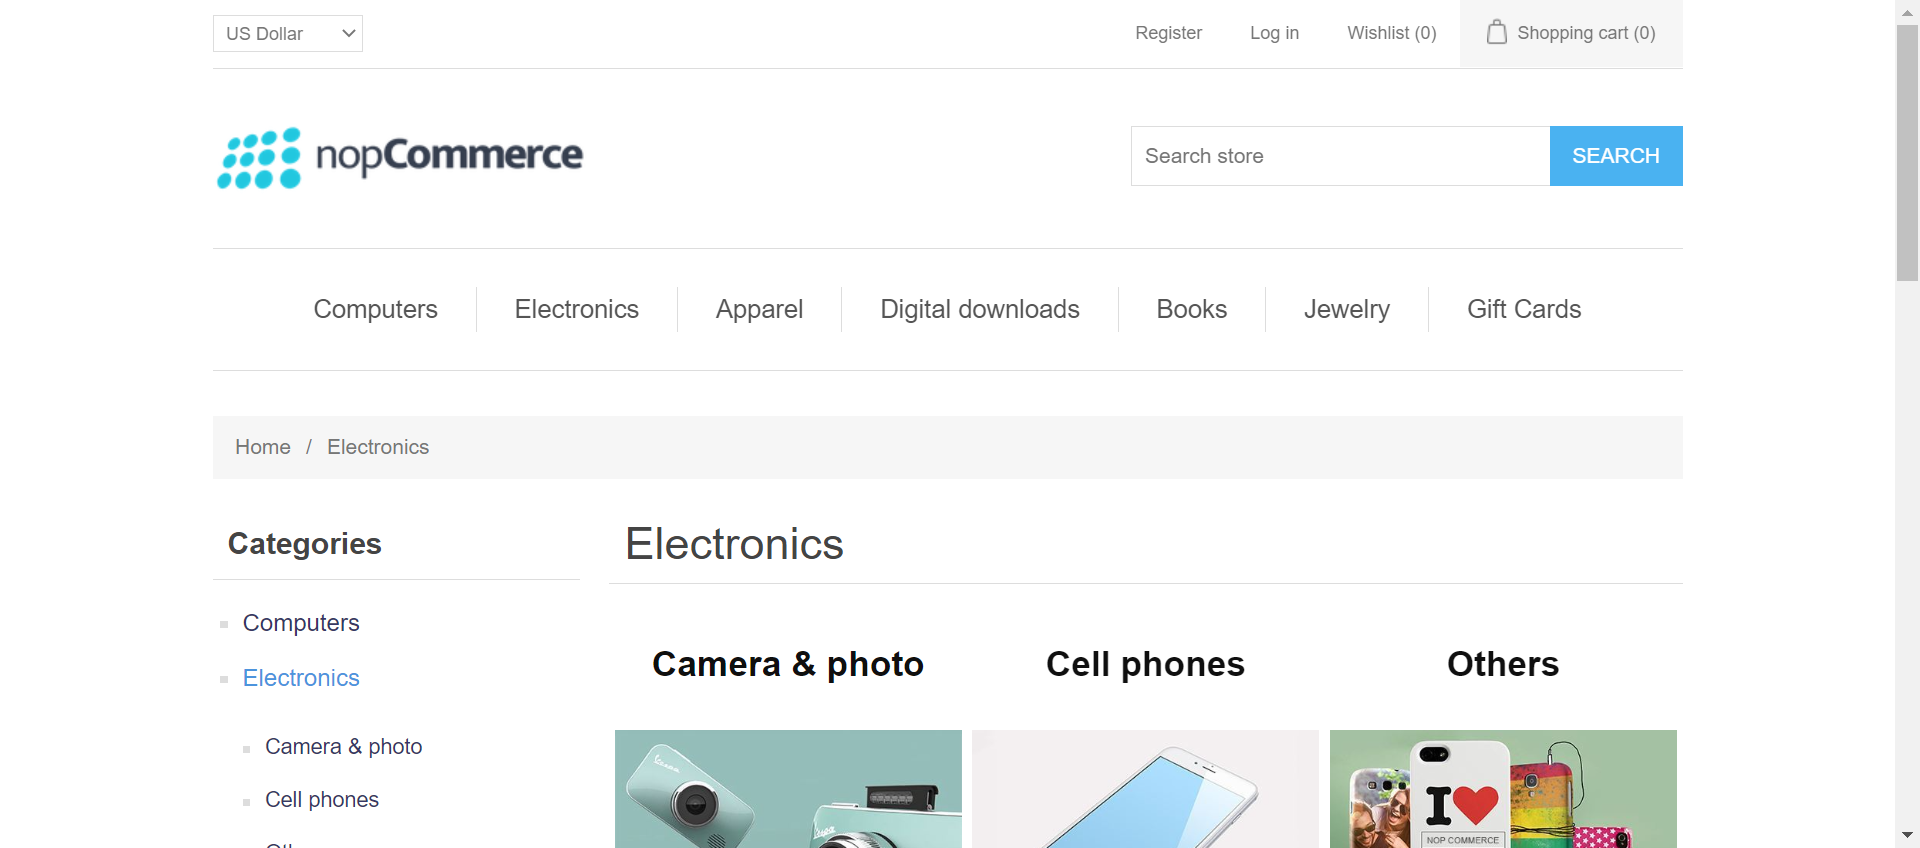 US Dollar
Register
Log in
Wishlist (0)
Shopping cart (0)
nopCommerce
Search store
SEARCH
Computers
Electronics
Apparel
Digital downloads
Books
Jewelry
Gift Cards
Home / Electronics
Categories
Computers
Electronics
Camera & photo
Cell phones
Electronics
Camera & photo
Cell phones
Others
Vespa
Vespa
I
NOP COMMERCE